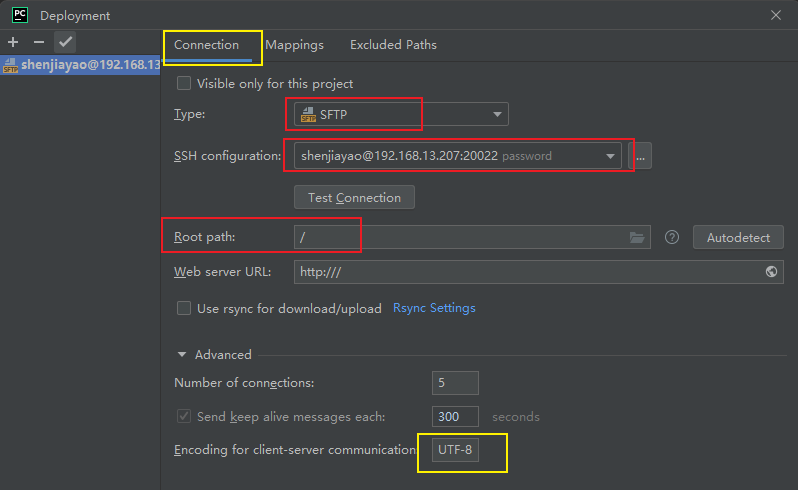 PC Deployment
Connection Mappings Excluded Paths
SFTP shenjiayao@192.168.13
Visible only for this project
Type: SFTP SFTP
SSH configuration: shenjiayao@192.168.13.207:20022 password ...
Test Connection
Root path: / ? Autodetect
Web server URL: http:///
Use rsync for download/upload Rsync Settings
Advanced
Number of connections: 5
Send keep alive messages each: 300 seconds
Encoding for client-server communication: UTF-8